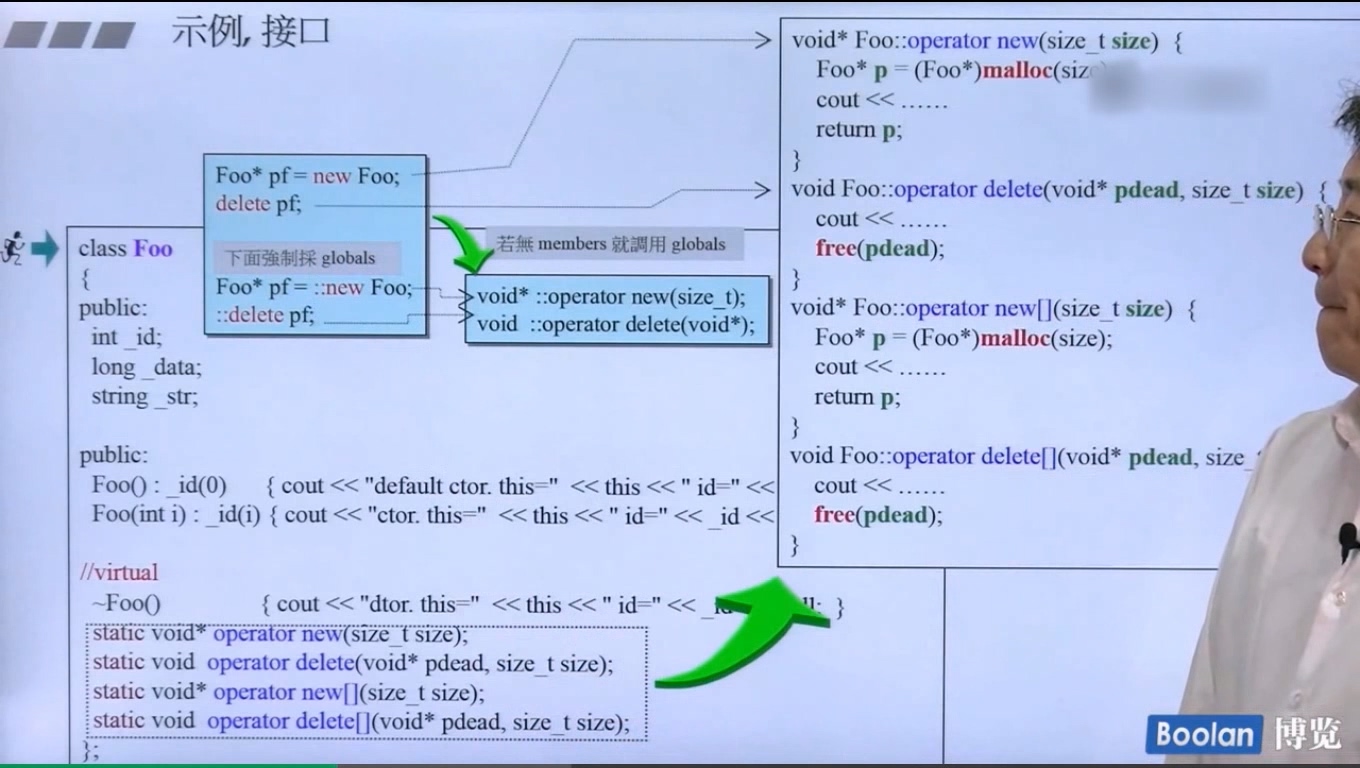 示例, 接口
Foo* pf = new Foo;
delete pf;
下面強制採 globals
Foo* pf = ::new Foo;
::delete pf;
若無 members 就調用 globals
void* ::operator new(size_t);
void ::operator delete(void*);
class Foo
{
public:
int _id;
long _data;
string _str;
public:
Foo() : _id(0) { cout << "default ctor. this=" << this << " id=" <<
Foo(int i) : _id(i) { cout << "ctor. this=" << this << " id=" << _id <<
//virtual
~Foo() { cout << "dtor. this=" << this << " id=" << }
static void* operator new(size_t size);
static void operator delete(void* pdead, size_t size);
static void* operator new[](size_t size);
static void operator delete[](void* pdead, size_t size);
};
void* Foo::operator new(size_t size) {
Foo* p = (Foo*)malloc(
cout << ......
return p;
}
void Foo::operator delete(void* pdead, size_t size) {
cout << ......
free(pdead);
}
void* Foo::operator new[](size_t size) {
Foo* p = (Foo*)malloc(size);
cout << ......
return p;
}
void Foo::operator delete[](void* pdead, size_
cout << ......
free(pdead);
}
Boolan 博览